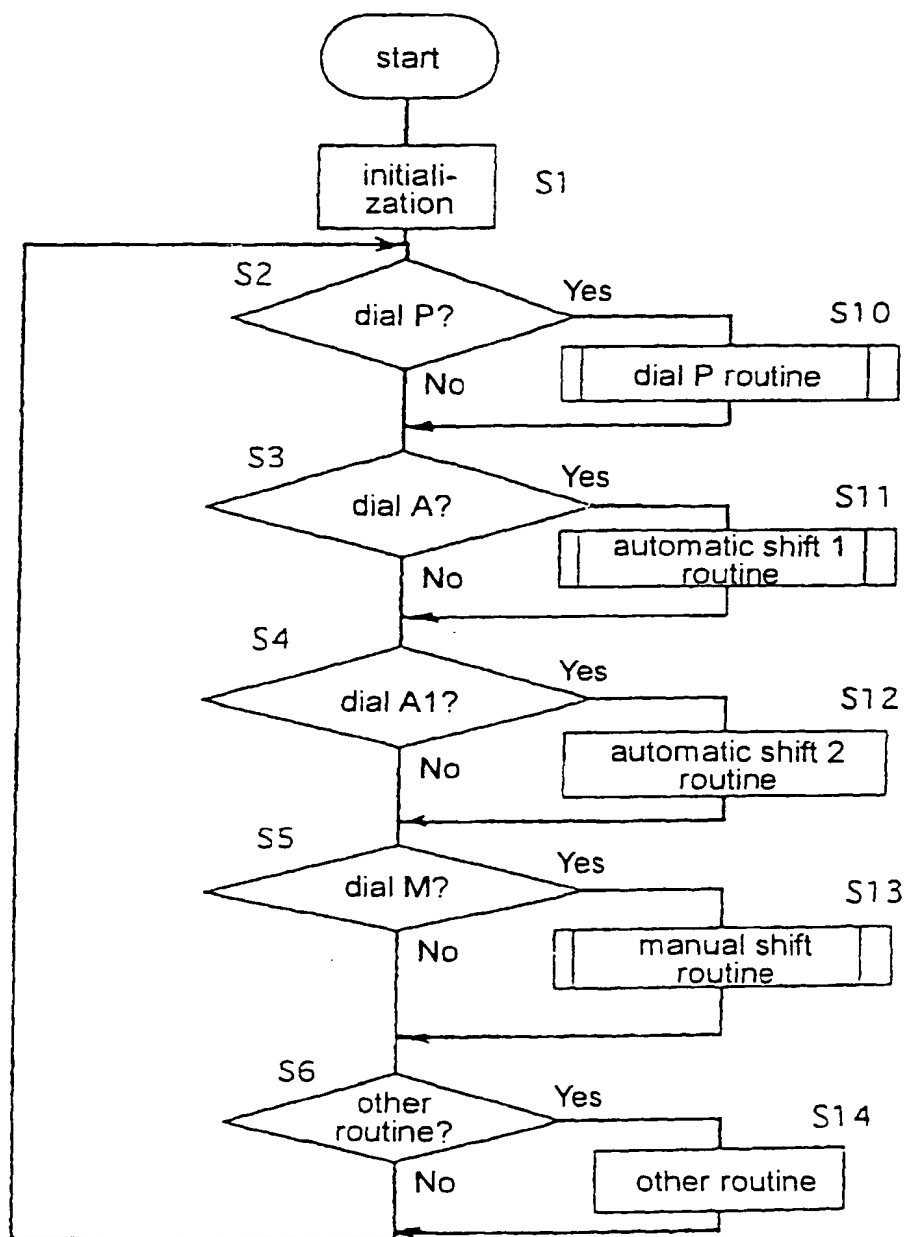 start
initiali-
zation
S1
S2
dial P?
Yes
No
S10
dial P routine
S3
dial A?
Yes
No
S11
automatic shift 1
routine
S4
dial A1?
Yes
No
S12
automatic shift 2
routine
S5
dial M?
Yes
No
S13
manual shift
routine
S6
other
routine?
Yes
No
S14
other routine